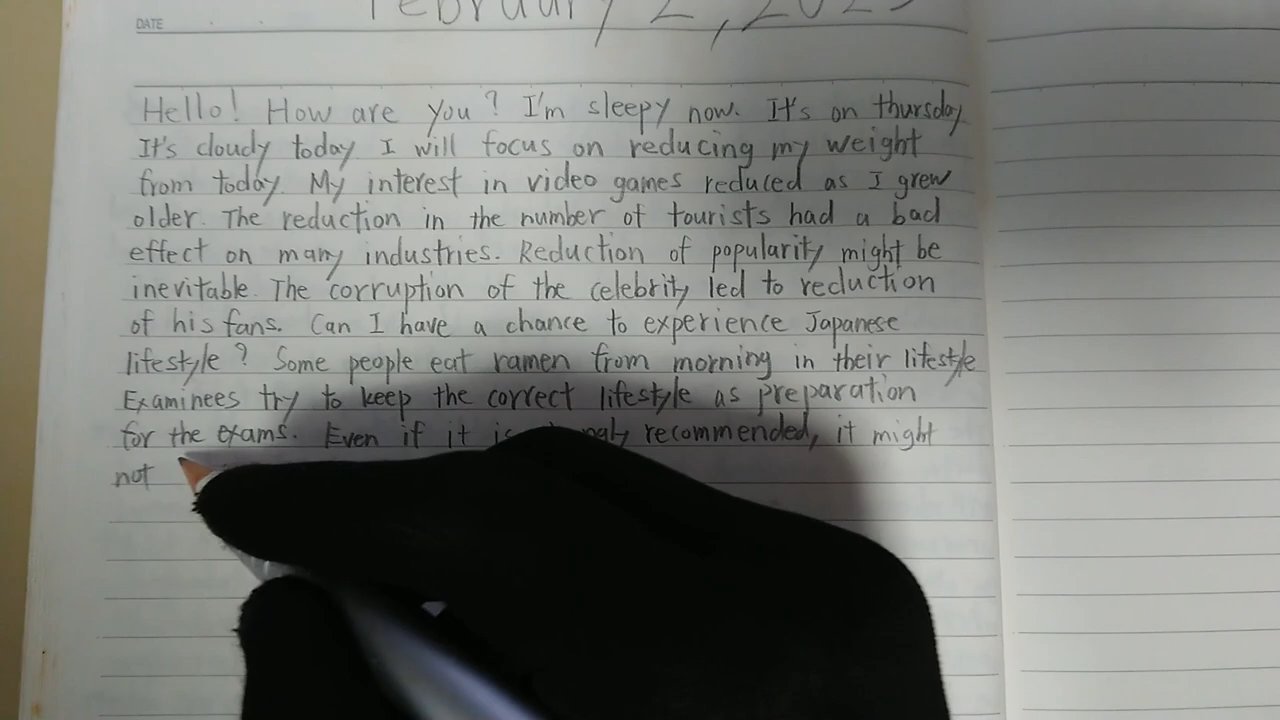 February 2, 2023
DATE
Hello! How are you? I'm sleepy now. It's on thursday
It's cloudy today. I will focus on reducing my weight
from today. My interest in video games reduced as I grew
older. The reduction in the number of tourists had a bad
effect on many industries. Reduction of popularity might be
inevitable. The corruption of the celebrity led to reduction
of his fans. Can I have a chance to experience Japanese
lifestyle? Some people eat ramen from morning in their lifestyle
Examinees try to keep the correct lifestyle as preparation
for the exams. Even if it is recommended, it might
not